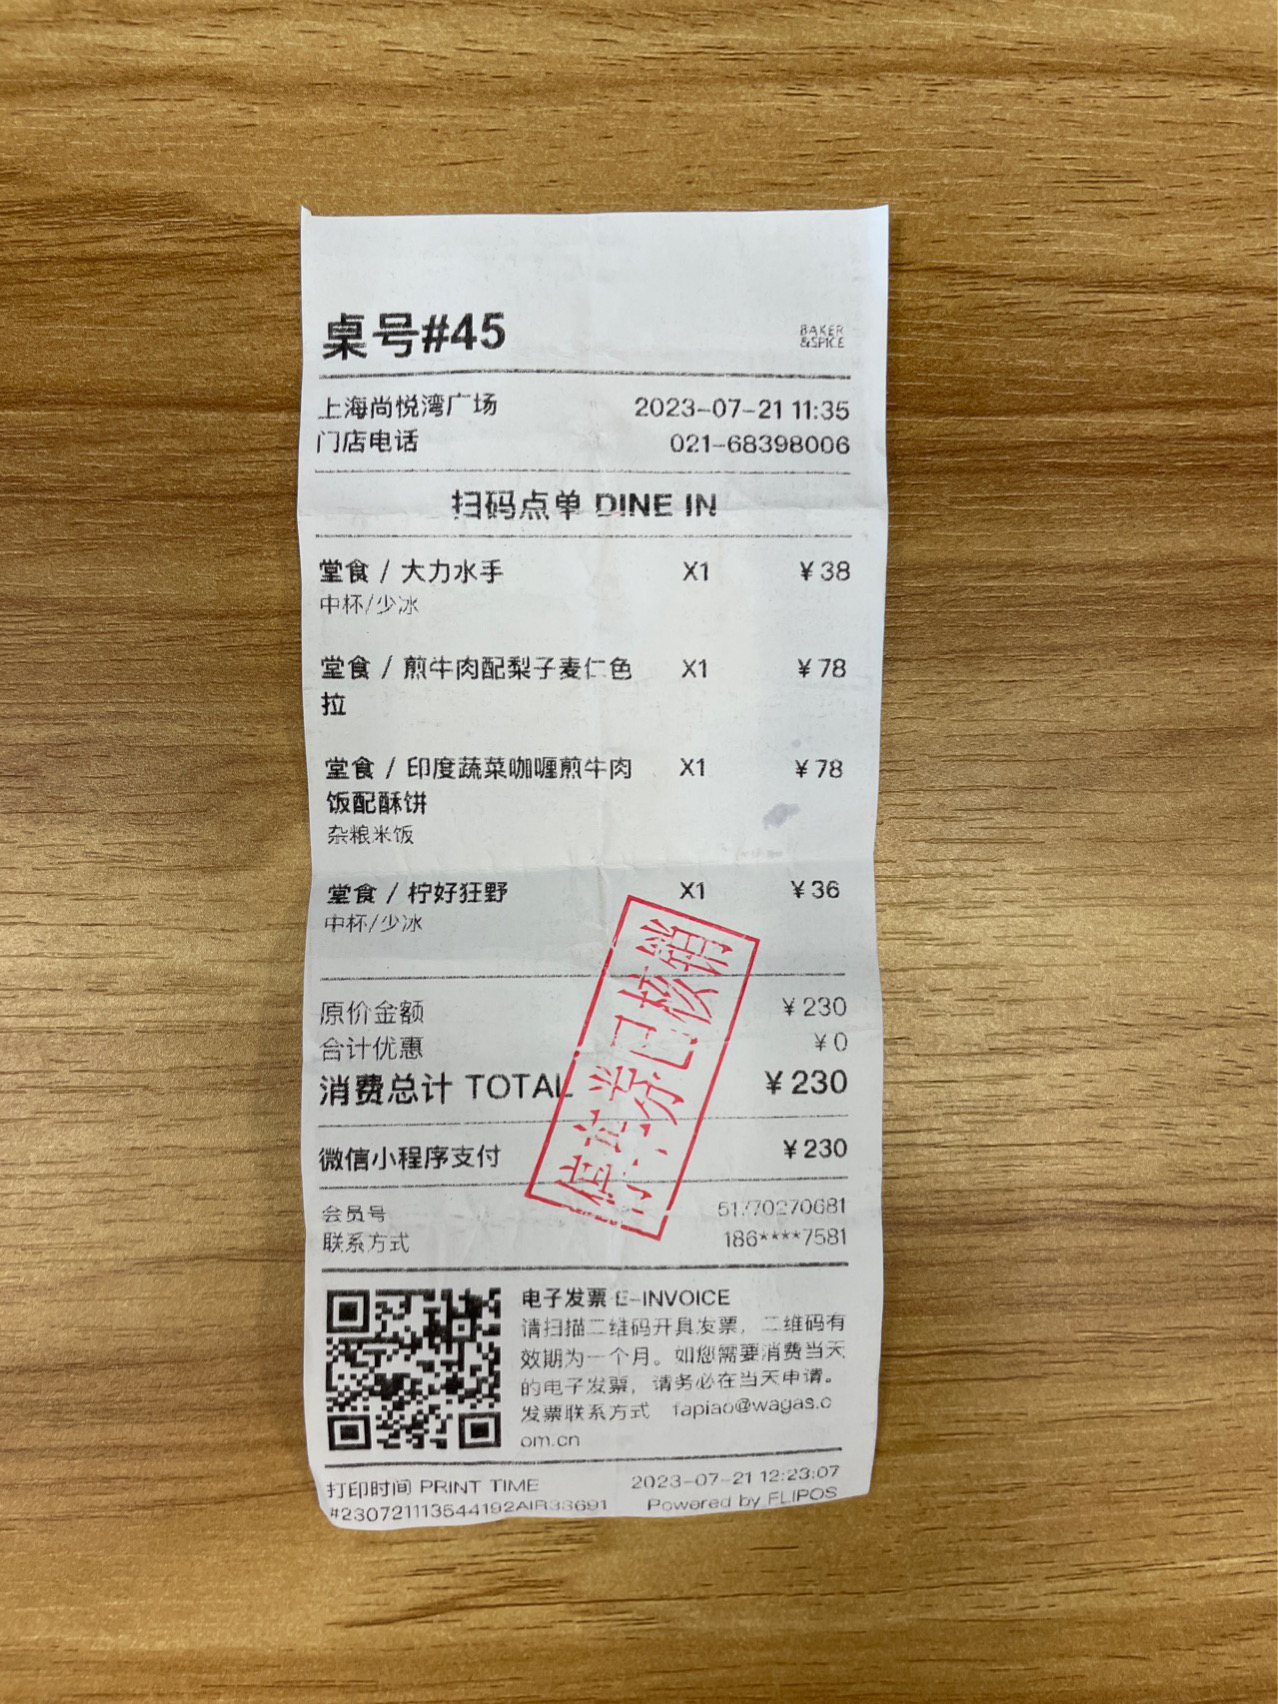 桌号#45
BAKER
&SPICE
上海尚悦湾广场 2023-07-21 11:35
门店电话 021-68398006
扫码点单 DINE IN
堂食 / 大力水手 X1 ¥38
中杯/少冰
堂食 / 煎牛肉配梨子麦仁色 X1 ¥78
拉
堂食 / 印度蔬菜咖喱煎牛肉 X1 ¥78
饭配酥饼
杂粮米饭
堂食 / 柠好狂野 X1 ¥36
中杯/少冰
原价金额 ¥230
合计优惠 ¥0
消费总计 TOTAL ¥230
微信小程序支付 ¥230
会员号
联系方式 186****7581
停车券已核销
电子发票 E-INVOICE
请扫描二维码开具发票，二维码有
效期为一个月。如您需要消费当天
的电子发票，请务必在当天申请。
发票联系方式 fapiao@wagas.c
om.cn
打印时间 PRINT TIME 2023-07-21 12:23:07
Powered by FLIPOS